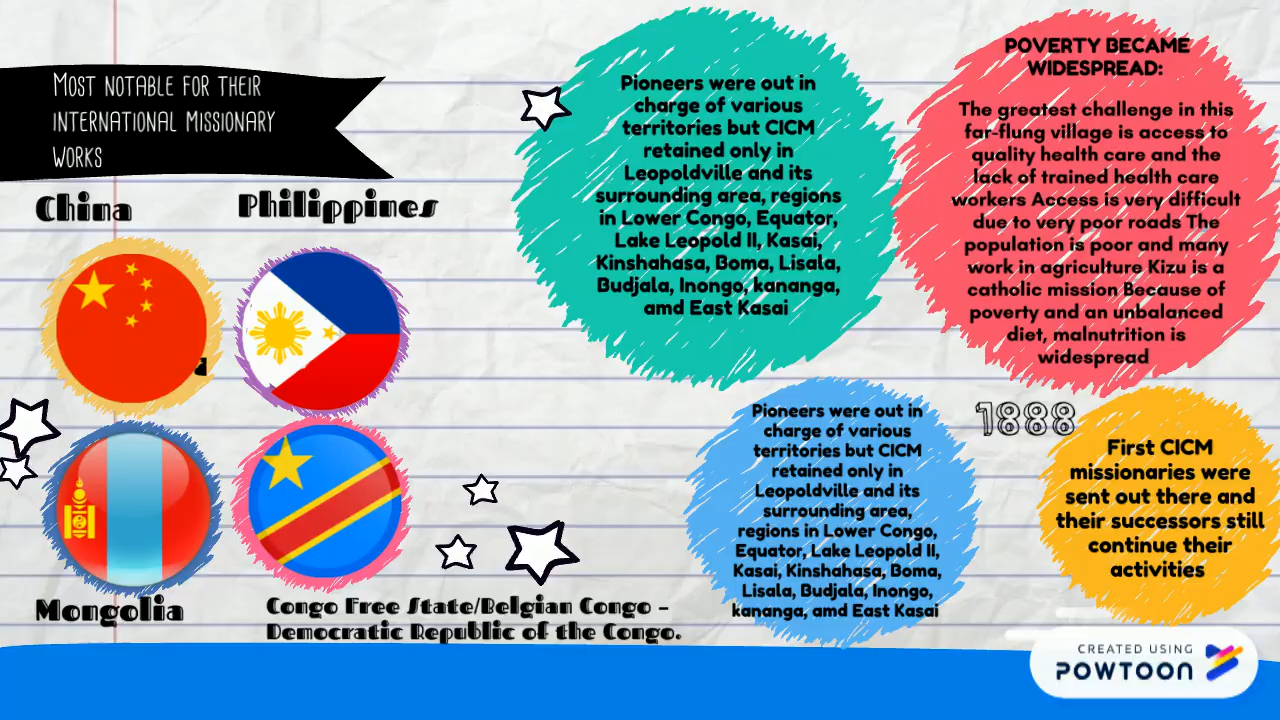 Most notable for their
international Missionary
works
China
Philippines
Mongolia
Congo Free State/Belgian Congo –
Democratic Republic of the Congo.
Pioneers were out in
charge of various
territories but CICM
retained only in
Leopoldville and its
surrounding area, regions
in Lower Congo, Equator,
Lake Leopold II, Kasai,
Kinshahasa, Boma, Lisala,
Budjala, Inongo, kananga,
amd East Kasai
POVERTY BECAME
WIDESPREAD:
The greatest challenge in this
far-flung village is access to
quality health care and the
lack of trained health care
workers Access is very difficult
due to very poor roads The
population is poor and many
work in agriculture Kizu is a
catholic mission Because of
poverty and an unbalanced
diet, malnutrition is
widespread
Pioneers were out in
charge of various
territories but CICM
retained only in
Leopoldville and its
surrounding area,
regions in Lower Congo,
Equator, Lake Leopold II,
Kasai, Kinshahasa, Boma,
Lisala, Budjala, Inongo,
kananga, amd East Kasai
1888
First CICM
missionaries were
sent out there and
their successors still
continue their
activities
CREATED USING
POWTOON